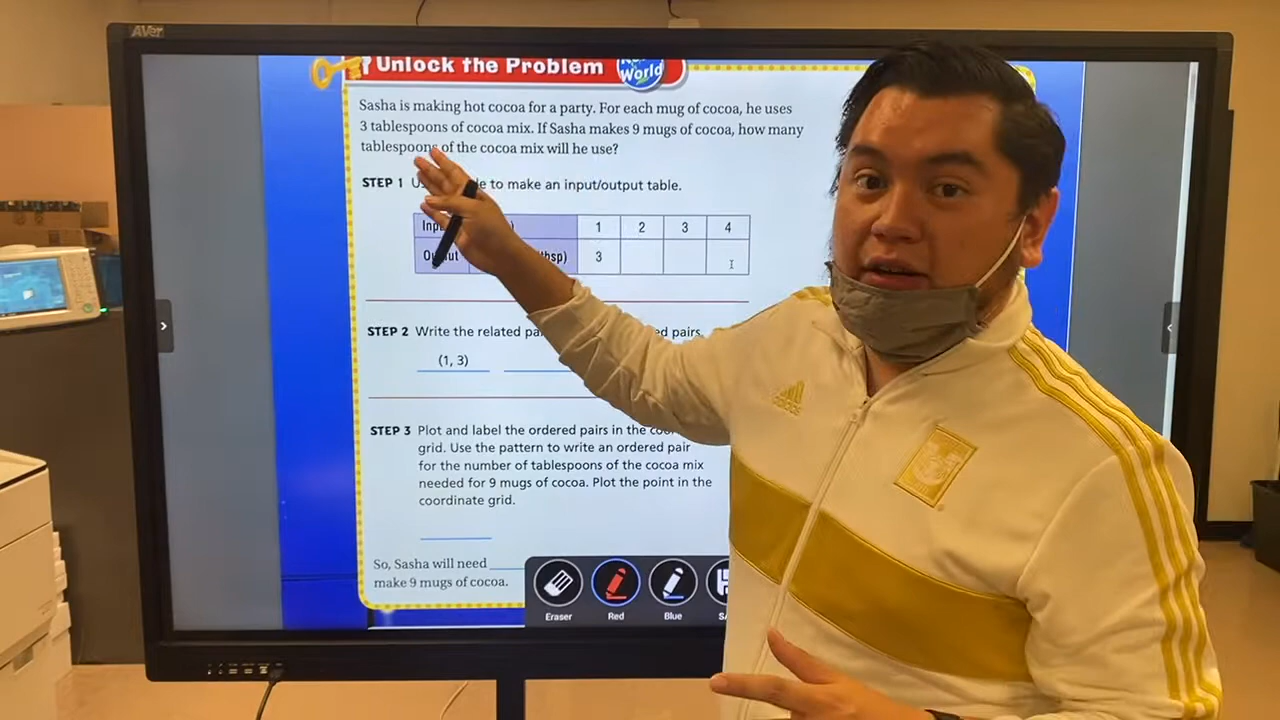 AVer
Unlock the Problem
World
Sasha is making hot cocoa for a party. For each mug of cocoa, he uses
3 tablespoons of cocoa mix. If Sasha makes 9 mugs of cocoa, how many
tablespoons of the cocoa mix will he use?
STEP 1 to make an input/output table.
1 2 3 4
3
STEP 2 Write the related pairs.
(1, 3)
STEP 3 Plot and label the ordered pairs in the
grid. Use the pattern to write an ordered pair
for the number of tablespoons of the cocoa mix
needed for 9 mugs of cocoa. Plot the point in the
coordinate grid.
So, Sasha will need
make 9 mugs of cocoa.
Eraser Red Blue
adidas